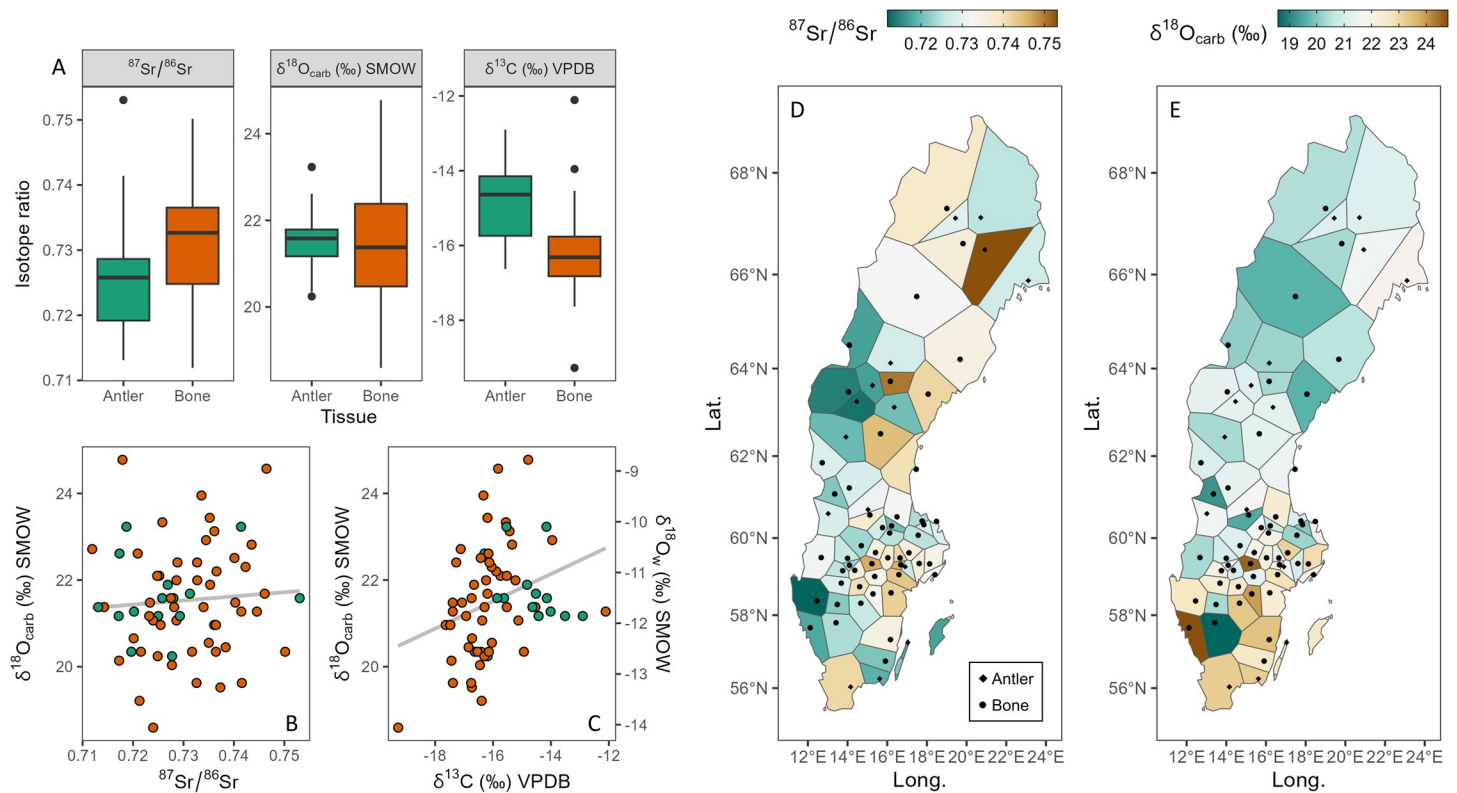 A
⁸⁷Sr/⁸⁶Sr
δ¹⁸Ocarb (‰) SMOW
δ¹³C (‰) VPDB
Isotope ratio
0.75
0.74
0.73
0.72
0.71
24
22
20
-12
-14
-16
-18
Antler Bone
Antler Bone
Antler Bone
Tissue
B
δ¹⁸Ocarb (‰) SMOW
24
22
20
0.71 0.72 0.73 0.74 0.75
⁸⁷Sr/⁸⁶Sr
C
δ¹⁸Ocarb (‰) SMOW
24
22
20
-18 -16 -14 -12
δ¹³C (‰) VPDB
-9
-10
-11
-12
-13
-14
δ¹⁸Ow (‰) SMOW
⁸⁷Sr/⁸⁶Sr
0.72 0.73 0.74 0.75
D
Lat.
68°N
66°N
64°N
62°N
60°N
58°N
56°N
12°E 14°E 16°E 18°E 20°E 22°E 24°E
Long.
Antler
Bone
δ¹⁸Ocarb (‰)
19 20 21 22 23 24
E
Lat.
68°N
66°N
64°N
62°N
60°N
58°N
56°N
12°E 14°E 16°E 18°E 20°E 22°E 24°E
Long.